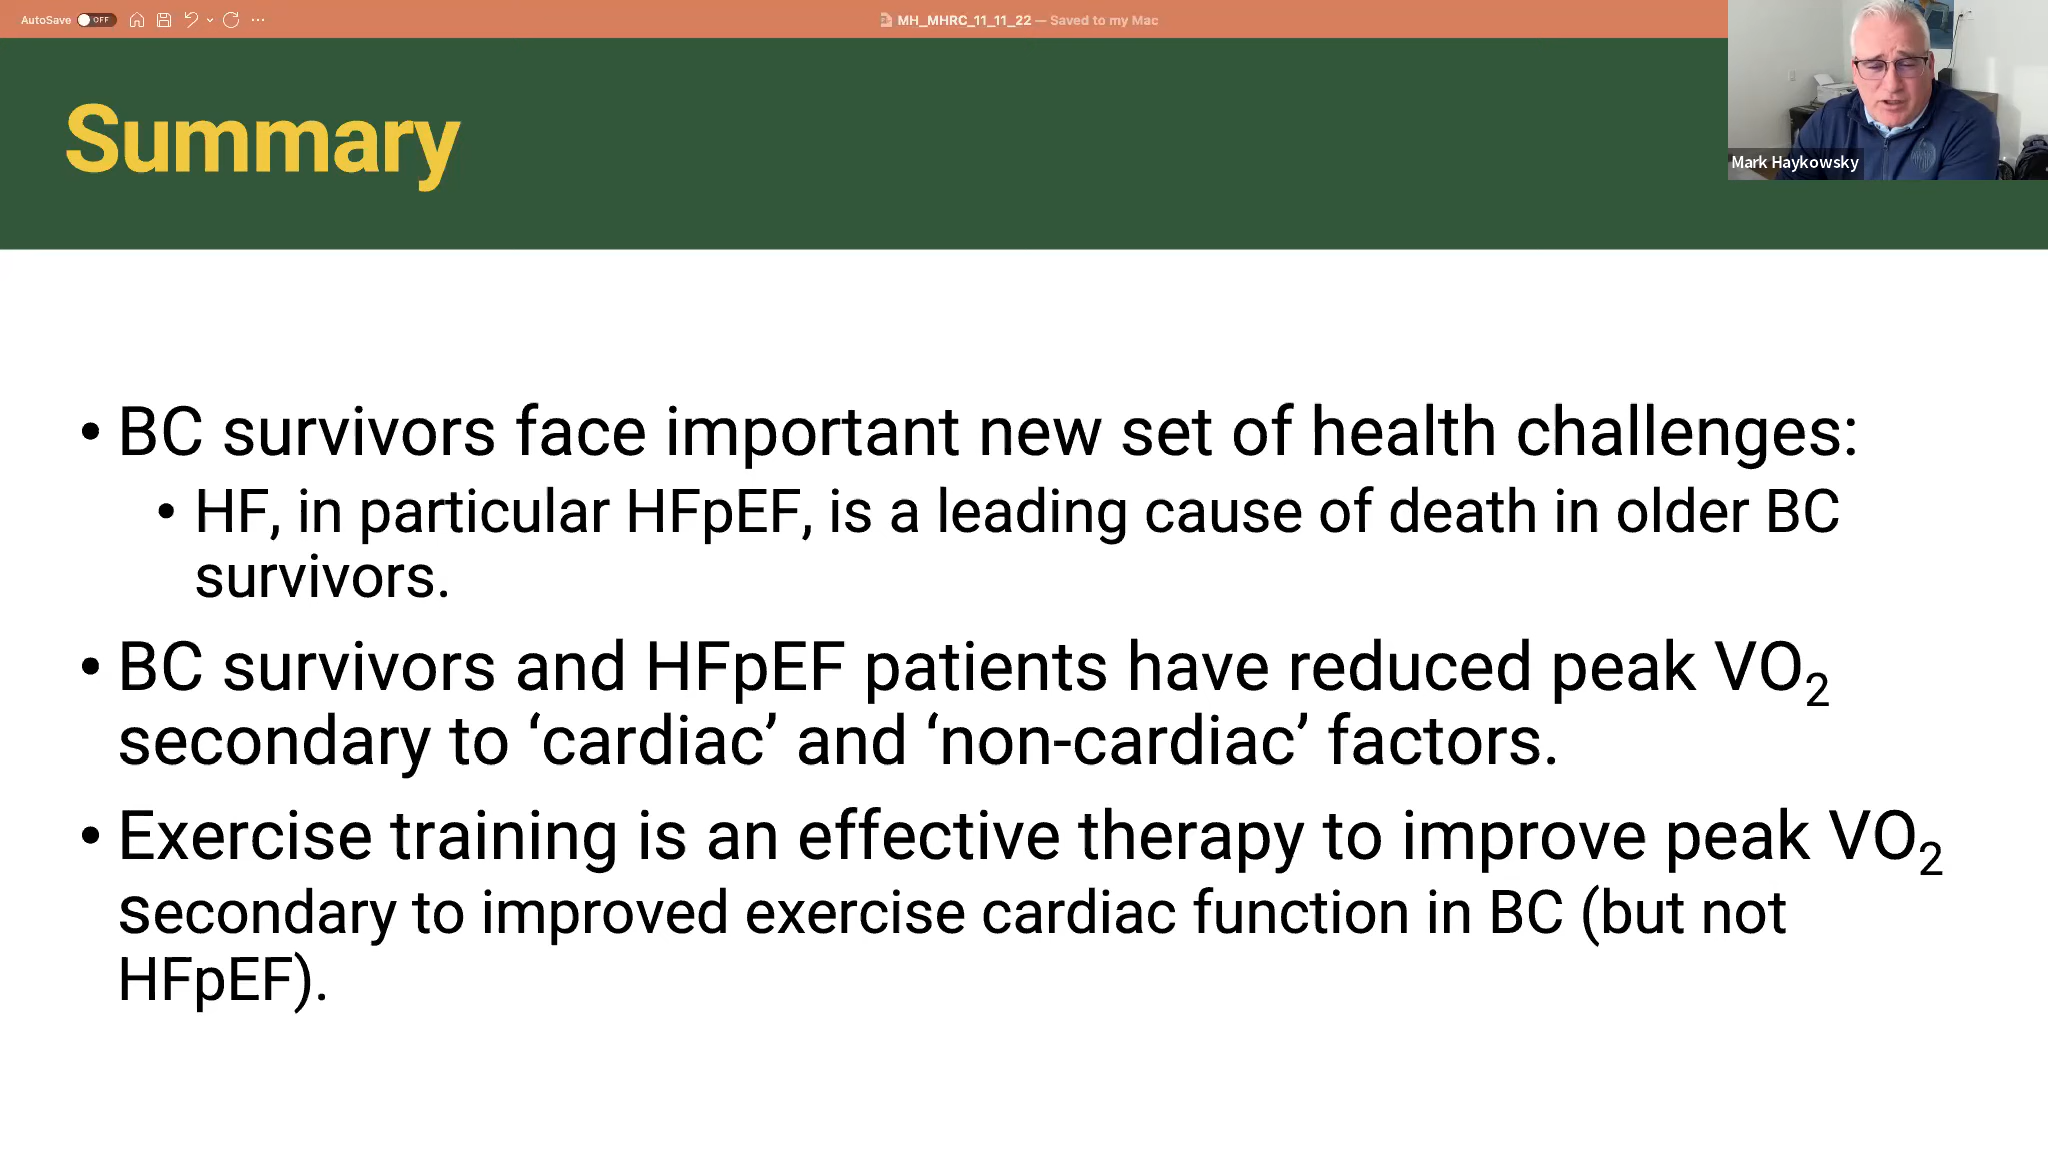 AutoSave OFF
MH_MHRC_11_11_22 — Saved to my Mac
Mark Haykowsky
Summary
• BC survivors face important new set of health challenges:
• HF, in particular HFpEF, is a leading cause of death in older BC
survivors.
• BC survivors and HFpEF patients have reduced peak VO₂
secondary to ‘cardiac’ and ‘non-cardiac’ factors.
• Exercise training is an effective therapy to improve peak VO₂
secondary to improved exercise cardiac function in BC (but not
HFpEF).